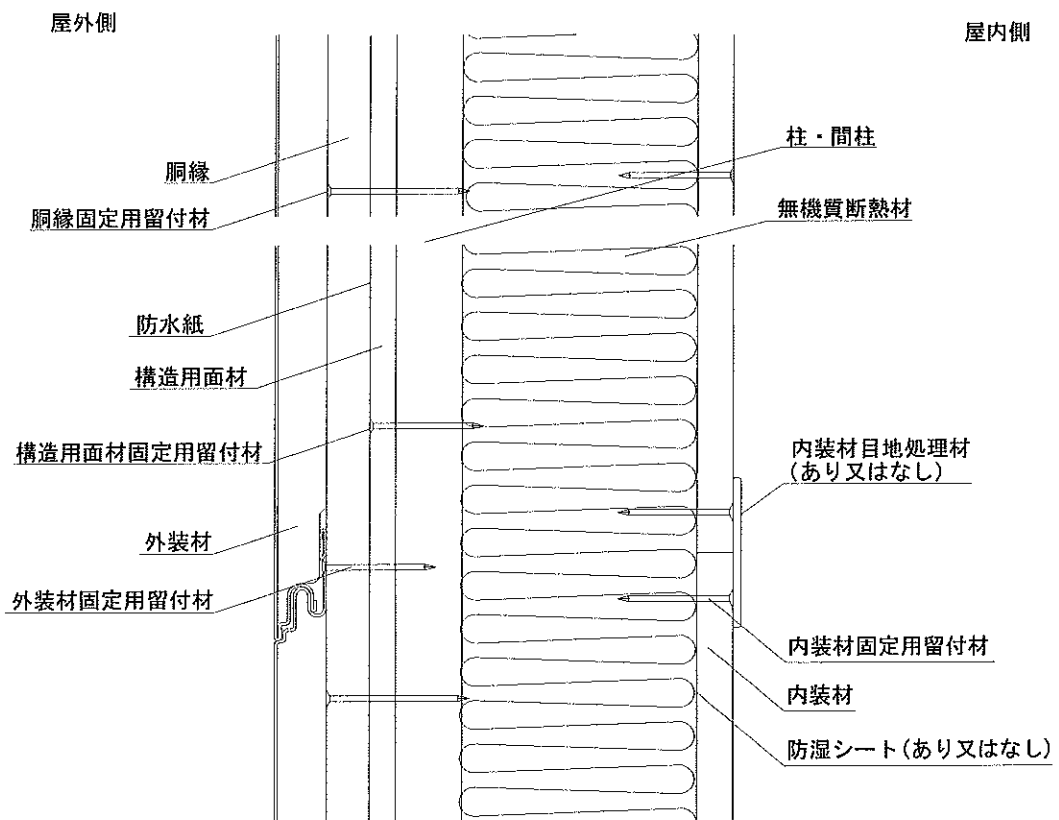 屋外側
屋内側
柱・間柱
胴縁
胴縁固定用留付材
無機質断熱材
防水紙
構造用面材
構造用面材固定用留付材
内装材目地処理材
(あり又はなし)
外装材
外装材固定用留付材
内装材固定用留付材
内装材
防湿シート(あり又はなし)